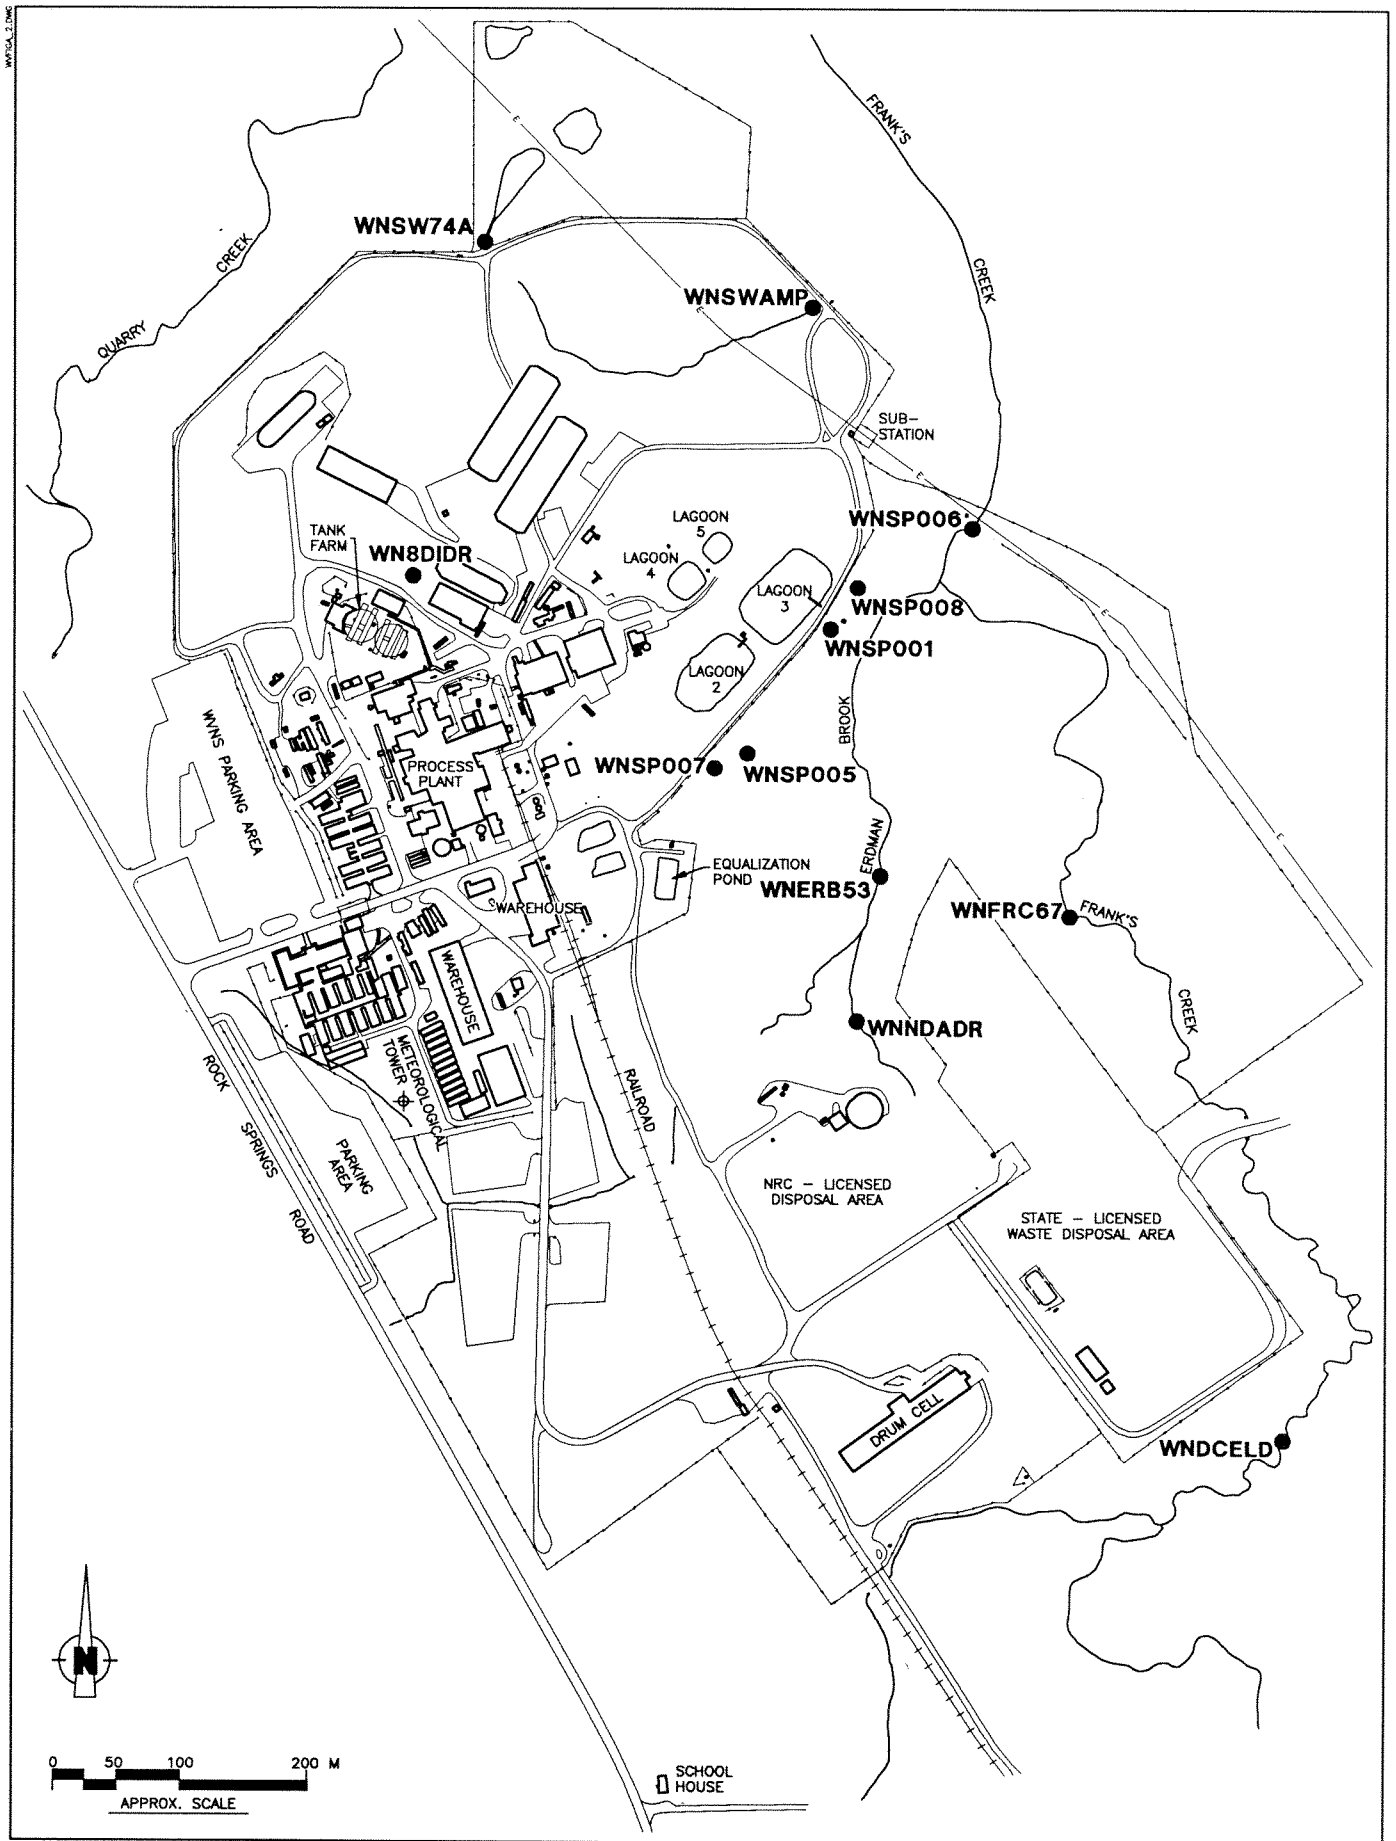 WVFIGA_2.DWG
FRANK'S
CREEK
WNSW74A
QUARRY
CREEK
WNSWAMP
E
E
E
E
SUB-
STATION
WNSP006
LAGOON
5
LAGOON
4
TANK
FARM
WN8DIDR
LAGOON
3
WNSP008
WNSP001
LAGOON
2
WVNS PARKING AREA
BROOK
PROCESS
PLANT
WNSP007
WNSP005
ERDMAN
EQUALIZATION
POND
WNERB53
WAREHOUSE
WNFRC67
FRANK'S
CREEK
WAREHOUSE
WNNDADR
METEOROLOGICAL
TOWER
RAILROAD
ROCK
SPRINGS
ROAD
PARKING
AREA
NRC - LICENSED
DISPOSAL AREA
STATE - LICENSED
WASTE DISPOSAL AREA
DRUM CELL
WNDCELD
N
0 50 100 200 M
APPROX. SCALE
SCHOOL
HOUSE